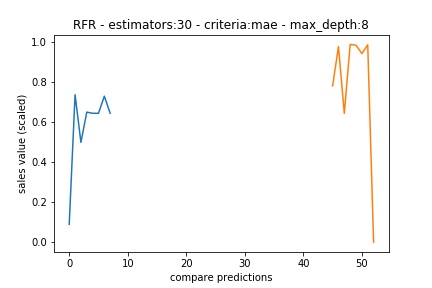 RFR - estimators:30 - criteria:mae - max_depth:8
1.0
0.8
0.6
0.4
0.2
0.0
sales value (scaled)
0 10 20 30 40 50
compare predictions